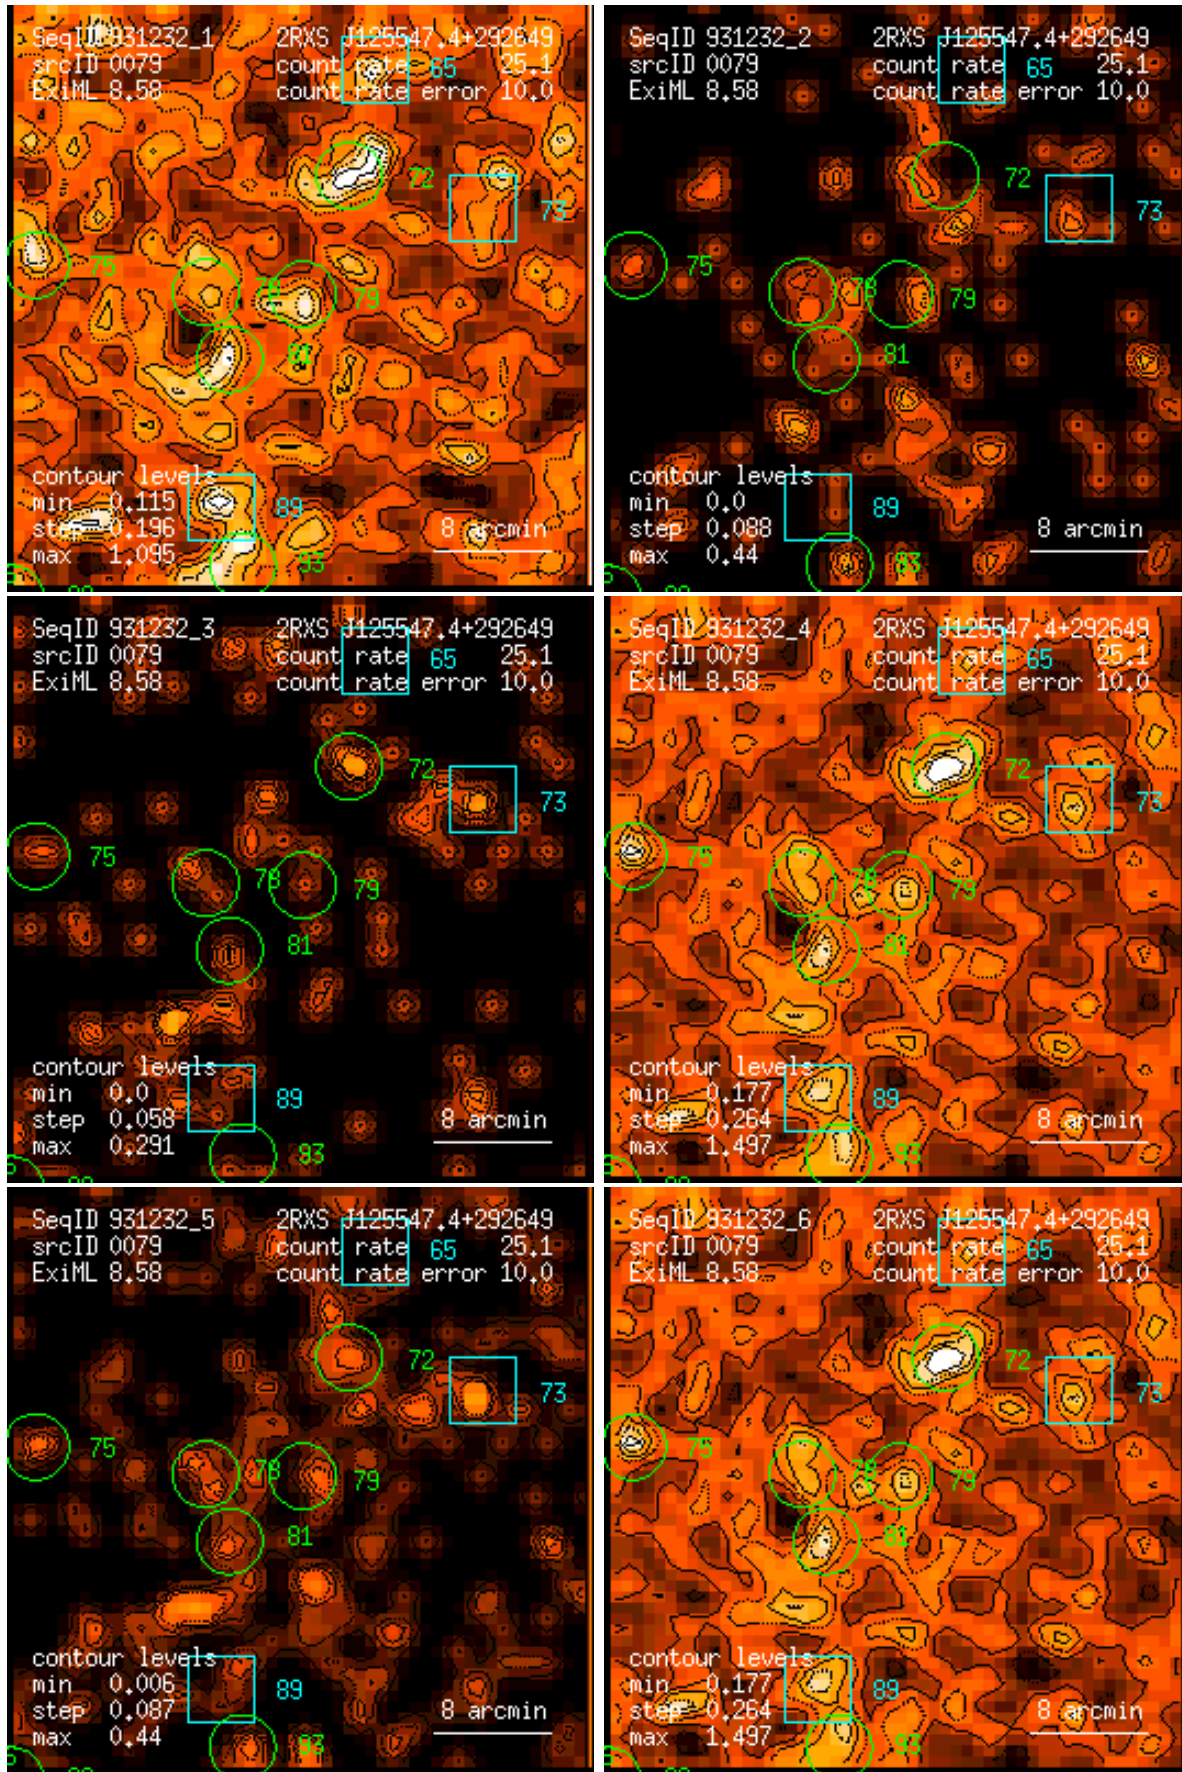 SeqID 931232_1 2RXS J125547.4+292649
srcID 0079 count rate 65 25.1
ExiML 8.58 count rate error 10.0
72
73
75
78
79
81
contour levels
min 0.115 89
step 0.196 8 arcmin
max 1.095 93
SeqID 931232_2 2RXS J125547.4+292649
srcID 0079 count rate 65 25.1
ExiML 8.58 count rate error 10.0
72
73
75
78
79
81
contour levels
min 0.0 89
step 0.088 8 arcmin
max 0.44 93
SeqID 931232_3 2RXS J125547.4+292649
srcID 0079 count rate 65 25.1
ExiML 8.58 count rate error 10.0
72
73
75
78
79
81
contour levels
min 0.0 89
step 0.058 8 arcmin
max 0.291 93
SeqID 931232_4 2RXS J125547.4+292649
srcID 0079 count rate 65 25.1
ExiML 8.58 count rate error 10.0
72
73
75
78
79
81
contour levels
min 0.177 89
step 0.264 8 arcmin
max 1.497 93
SeqID 931232_5 2RXS J125547.4+292649
srcID 0079 count rate 65 25.1
ExiML 8.58 count rate error 10.0
72
73
75
78
79
81
contour levels
min 0.006 89
step 0.087 8 arcmin
max 0.44 93
SeqID 931232_6 2RXS J125547.4+292649
srcID 0079 count rate 65 25.1
ExiML 8.58 count rate error 10.0
72
73
75
78
79
81
contour levels
min 0.177 89
step 0.264 8 arcmin
max 1.497 93